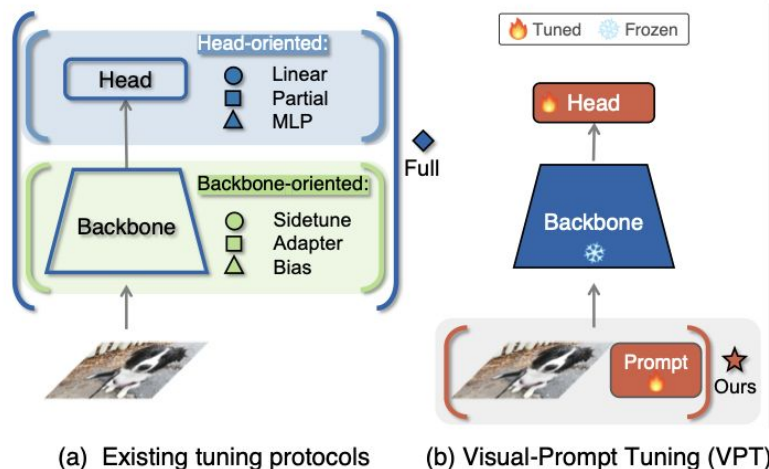 Head-oriented:
Head
Linear
Partial
MLP
Full
Backbone-oriented:
Backbone
Sidetune
Adapter
Bias
(a) Existing tuning protocols
Tuned
Frozen
Head
Backbone
Prompt
Ours
(b) Visual-Prompt Tuning (VPT)